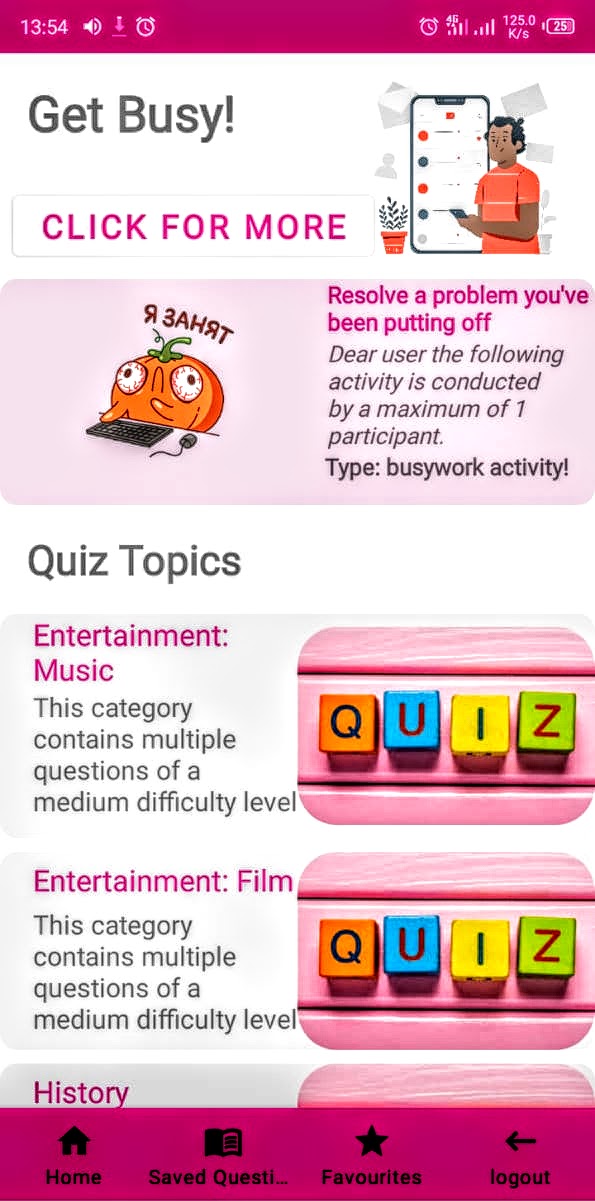 13:54
4G
125.0
K/s
25
Get Busy!
CLICK FOR MORE
Я ЗАНЯТ
Resolve a problem you've
been putting off
Dear user the following
activity is conducted
by a maximum of 1
participant.
Type: busywork activity!
Quiz Topics
Entertainment:
Music
This category
contains multiple
questions of a
medium difficulty level
QUIZ
Entertainment: Film
This category
contains multiple
questions of a
medium difficulty level
QUIZ
History
Home
Saved Questi...
Favourites
logout